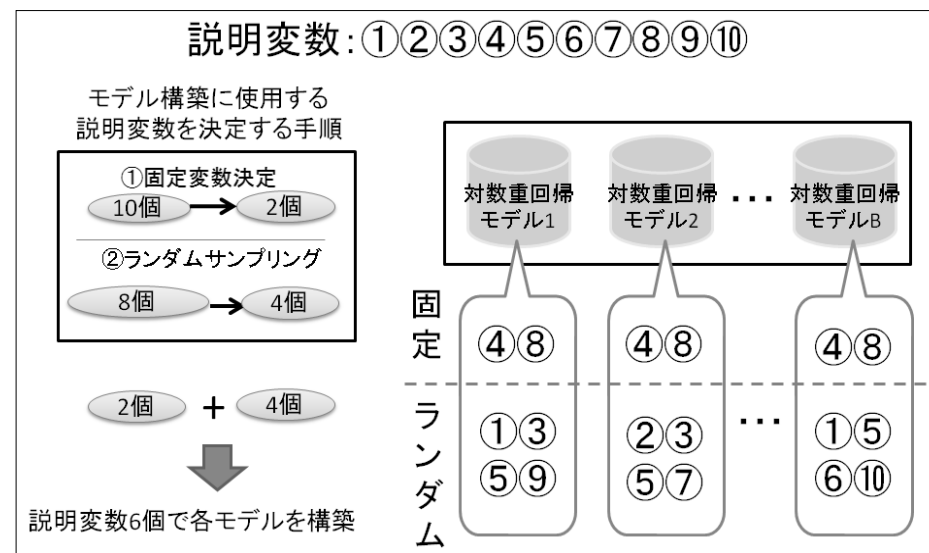 説明変数:①②③④⑤⑥⑦⑧⑨⑩
モデル構築に使用する
説明変数を決定する手順
①固定変数決定
10個
2個
②ランダムサンプリング
8個
4個
2個 + 4個
説明変数6個で各モデルを構築
対数重回帰
モデル1
対数重回帰
モデル2
・・・
対数重回帰
モデルB
固定
④⑧
④⑧
④⑧
ランダム
①③
⑤⑨
②③
⑤⑦
・・・
①⑤
⑥⑩